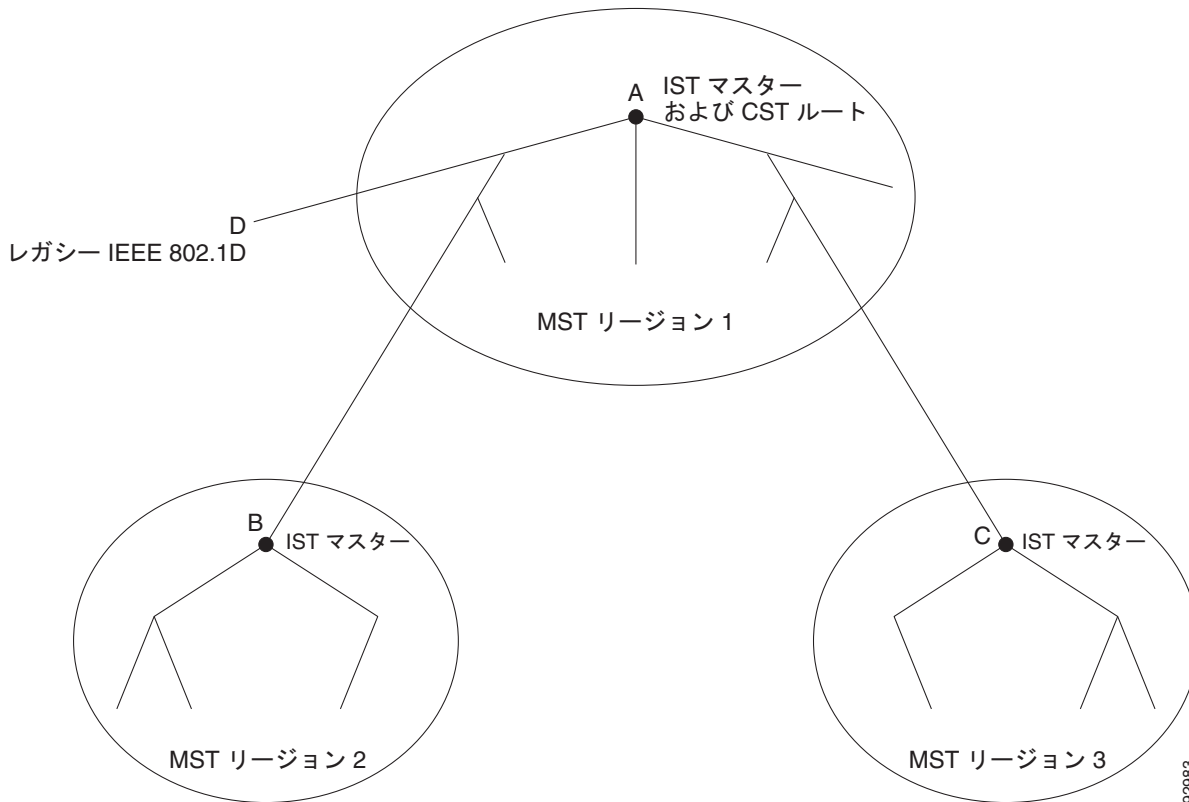 A
IST マスター
および CST ルート
D
レガシー IEEE 802.1D
MST リージョン 1
B
IST マスター
C
IST マスター
MST リージョン 2
MST リージョン 3